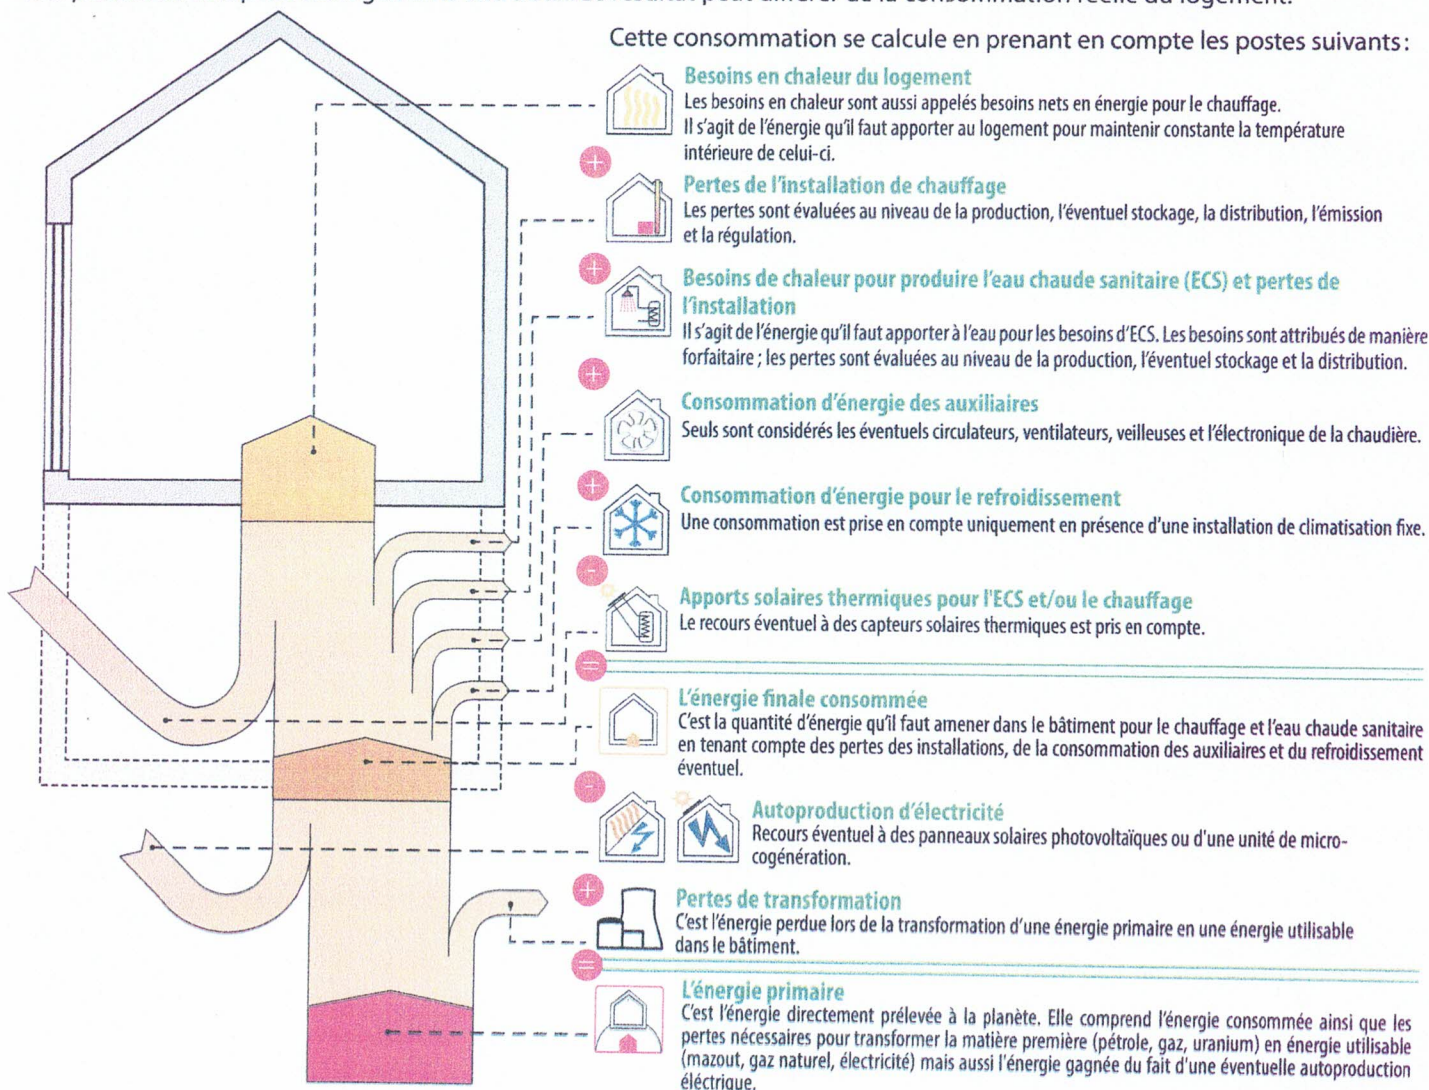 Cette consommation se calcule en prenant en compte les postes suivants :
Besoins en chaleur du logement
Les besoins en chaleur sont aussi appelés besoins nets en énergie pour le chauffage.
Il s'agit de l'énergie qu'il faut apporter au logement pour maintenir constante la température
intérieure de celui-ci.
+
Pertes de l'installation de chauffage
Les pertes sont évaluées au niveau de la production, l'éventuel stockage, la distribution, l'émission
et la régulation.
+
Besoins de chaleur pour produire l'eau chaude sanitaire (ECS) et pertes de
l'installation
Il s'agit de l'énergie qu'il faut apporter à l'eau pour les besoins d'ECS. Les besoins sont attribués de manière
forfaitaire ; les pertes sont évaluées au niveau de la production, l'éventuel stockage et la distribution.
+
Consommation d'énergie des auxiliaires
Seuls sont considérés les éventuels circulateurs, ventilateurs, veilleuses et l'électronique de la chaudière.
+
Consommation d'énergie pour le refroidissement
Une consommation est prise en compte uniquement en présence d'une installation de climatisation fixe.
-
Apports solaires thermiques pour l'ECS et/ou le chauffage
Le recours éventuel à des capteurs solaires thermiques est pris en compte.
=
L'énergie finale consommée
C'est la quantité d'énergie qu'il faut amener dans le bâtiment pour le chauffage et l'eau chaude sanitaire
en tenant compte des pertes des installations, de la consommation des auxiliaires et du refroidissement
éventuel.
-
Autoproduction d'électricité
Recours éventuel à des panneaux solaires photovoltaïques ou d'une unité de micro-
cogénération.
+
Pertes de transformation
C'est l'énergie perdue lors de la transformation d'une énergie primaire en une énergie utilisable
dans le bâtiment.
=
L'énergie primaire
C'est l'énergie directement prélevée à la planète. Elle comprend l'énergie consommée ainsi que les
pertes nécessaires pour transformer la matière première (pétrole, gaz, uranium) en énergie utilisable
(mazout, gaz naturel, électricité) mais aussi l'énergie gagnée du fait d'une éventuelle autoproduction
éléctrique.